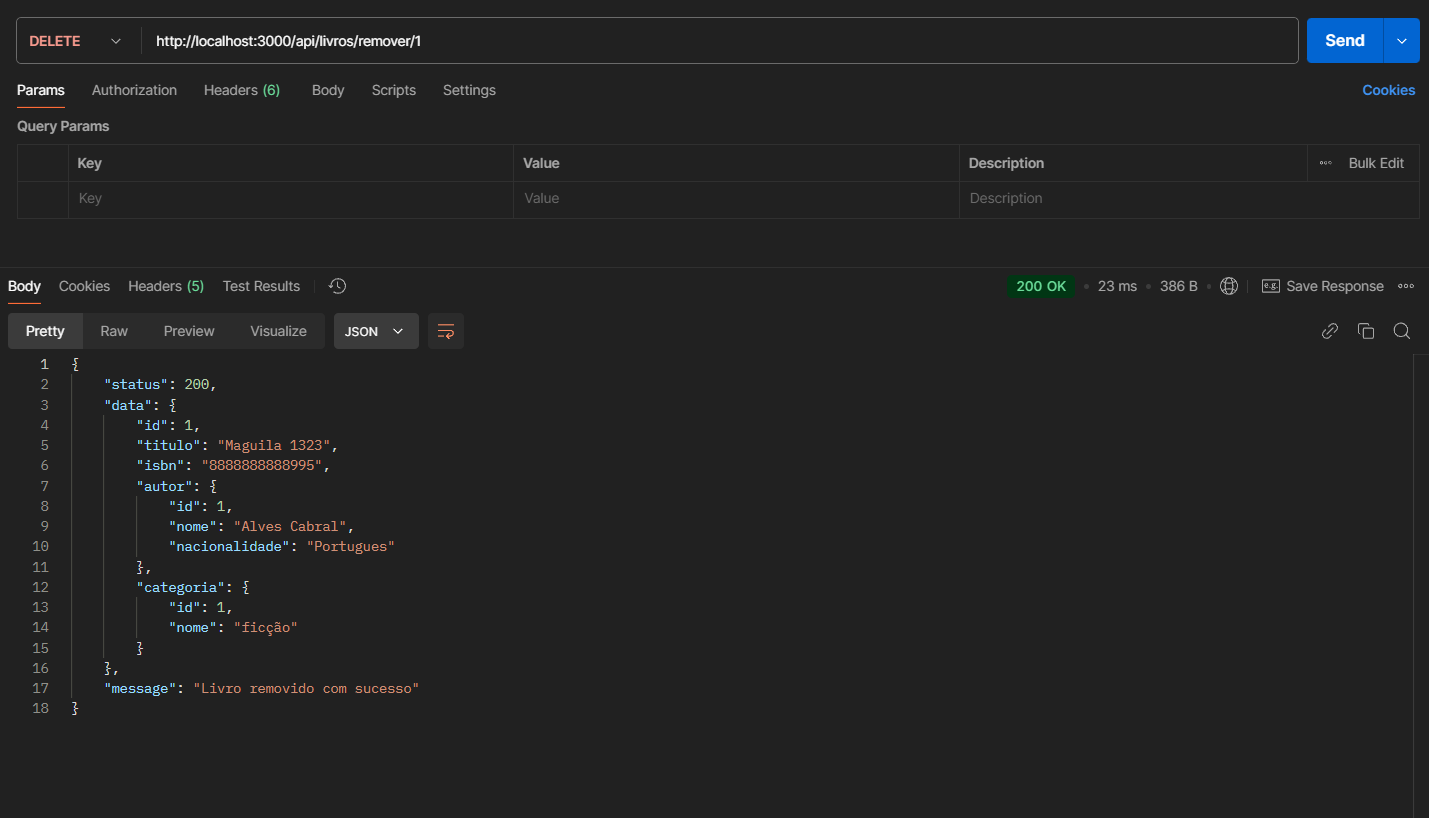 DELETE http://localhost:3000/api/livros/remover/1 Send
Params Authorization Headers (6) Body Scripts Settings Cookies
Query Params
Key Value Description Bulk Edit
Key Value Description
Body Cookies Headers (5) Test Results 200 OK 23 ms 386 B e.g. Save Response
Pretty Raw Preview Visualize JSON
1 {
2 "status": 200,
3 "data": {
4 "id": 1,
5 "titulo": "Maguila 1323",
6 "isbn": "8888888888995",
7 "autor": {
8 "id": 1,
9 "nome": "Alves Cabral",
10 "nacionalidade": "Portugues"
11 },
12 "categoria": {
13 "id": 1,
14 "nome": "ficção"
15 }
16 },
17 "message": "Livro removido com sucesso"
18 }